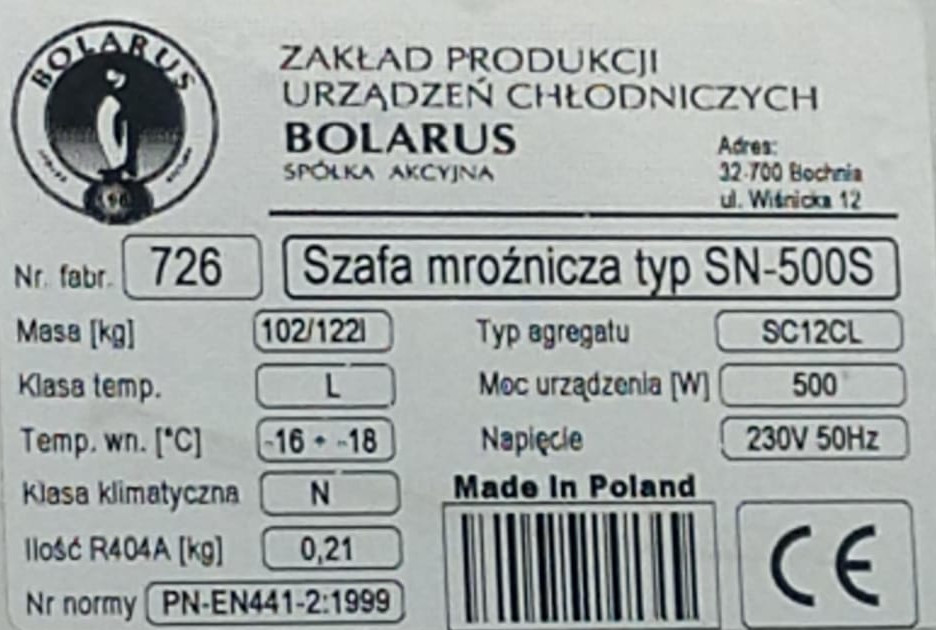 BOLARUS
ZAKŁAD PRODUKCJI
URZĄDZEŃ CHŁODNICZYCH
BOLARUS
SPÓŁKA AKCYJNA
Adres:
32-700 Bochnia
ul. Wiśnicka 12
Nr. fabr. 726 Szafa mroźnicza typ SN-500S
Masa [kg] 102/122l Typ agregatu SC12CL
Klasa temp. L Moc urządzenia [W] 500
Temp. wn. [°C] -16 ÷ -18 Napięcie 230V 50Hz
Klasa klimatyczna N Made In Poland
Ilość R404A [kg] 0,21
Nr normy PN-EN441-2:1999
CE